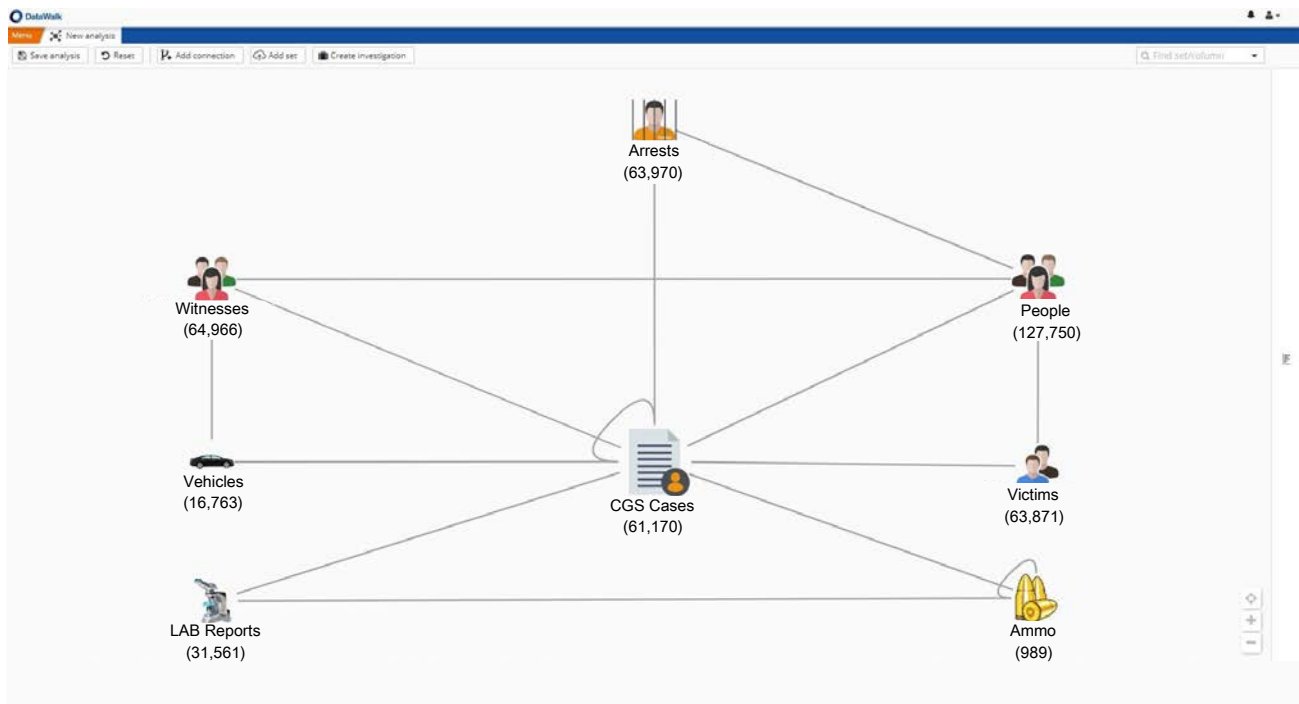 DataWalk
Menu New analysis
Save analysis Reset Add connection Add set Create investigation Find set/volumn
Arrests
(63,970)
Witnesses
(64,966)
People
(127,750)
Vehicles
(16,763)
CGS Cases
(61,170)
Victims
(63,871)
LAB Reports
(31,561)
Ammo
(989)